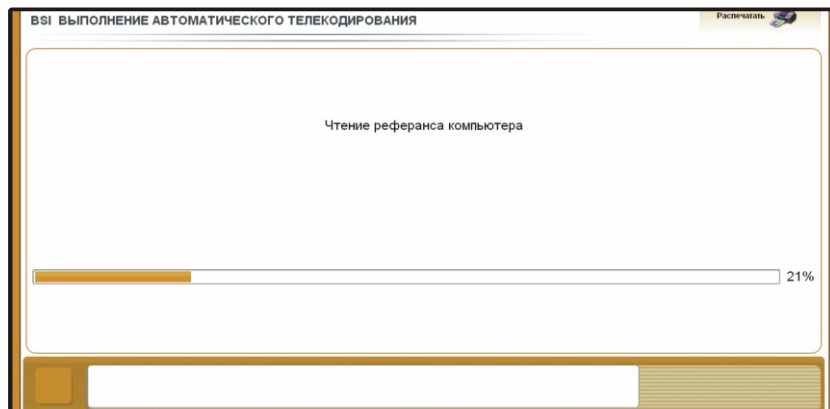 BSI ВЫПОЛНЕНИЕ АВТОМАТИЧЕСКОГО ТЕЛЕКОДИРОВАНИЯ
Распечатать
Чтение реферанса компьютера
21%